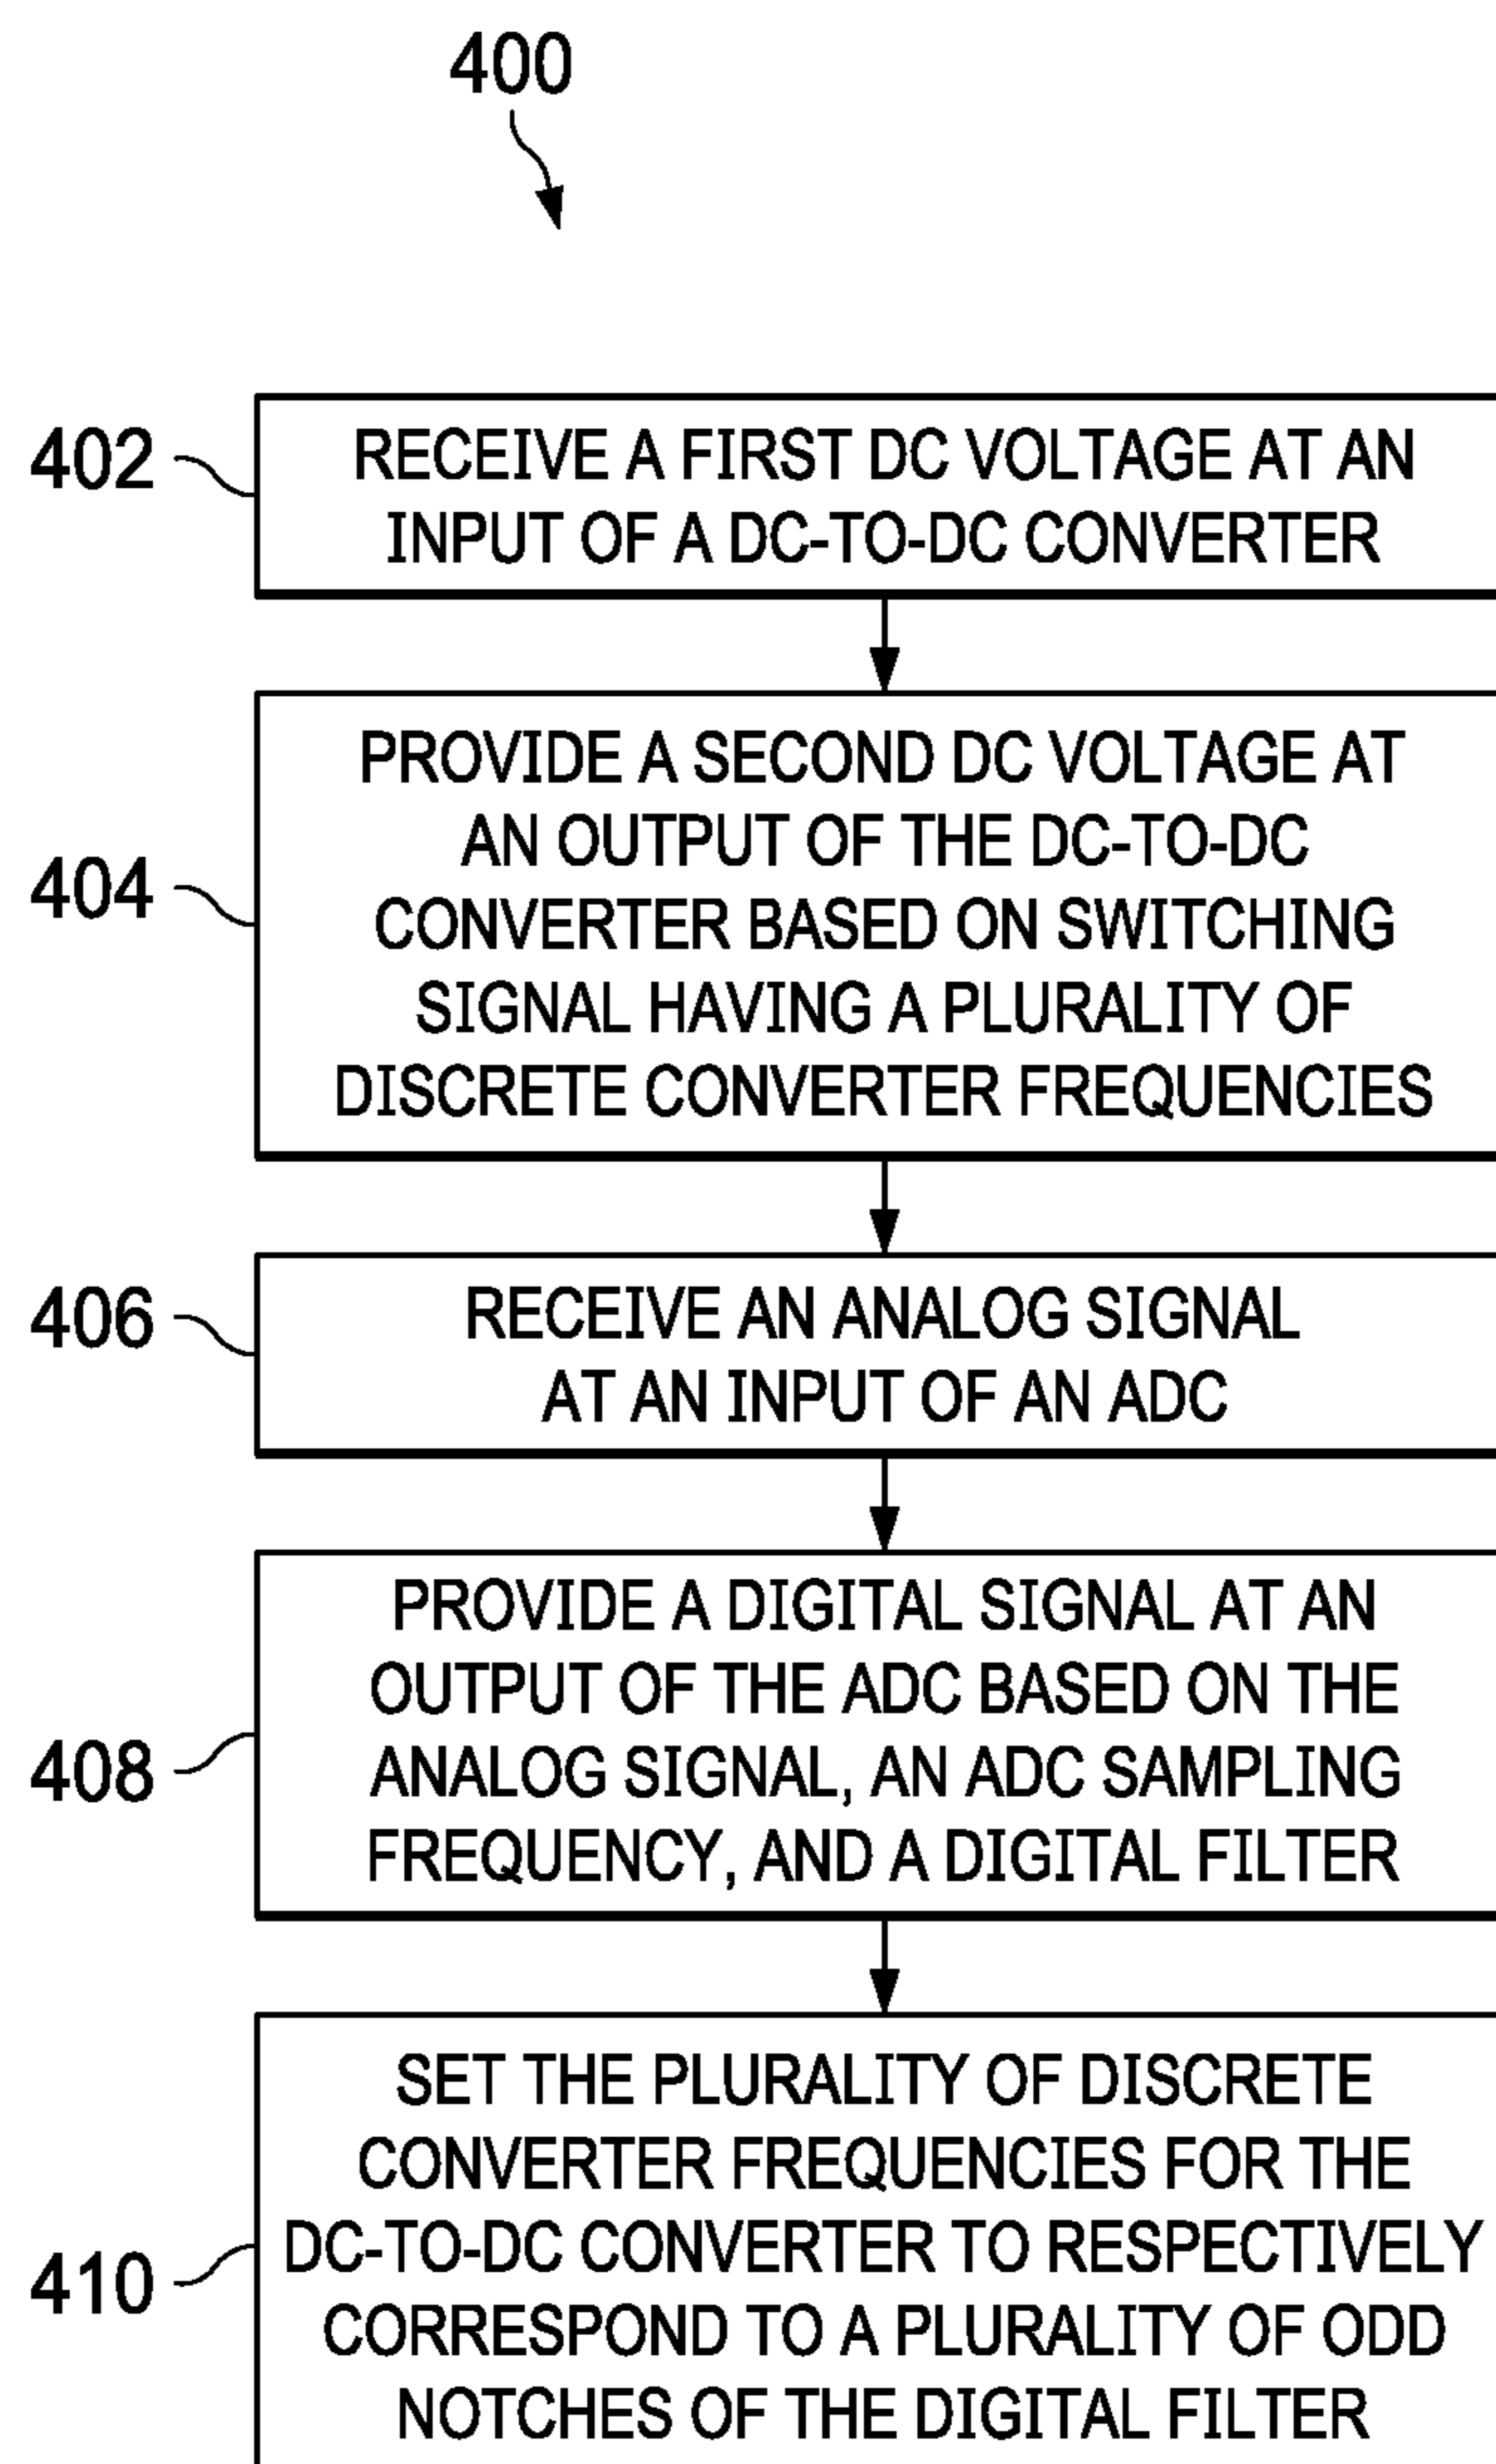 400
402
RECEIVE A FIRST DC VOLTAGE AT AN
INPUT OF A DC-TO-DC CONVERTER
404
PROVIDE A SECOND DC VOLTAGE AT
AN OUTPUT OF THE DC-TO-DC
CONVERTER BASED ON SWITCHING
SIGNAL HAVING A PLURALITY OF
DISCRETE CONVERTER FREQUENCIES
406
RECEIVE AN ANALOG SIGNAL
AT AN INPUT OF AN ADC
408
PROVIDE A DIGITAL SIGNAL AT AN
OUTPUT OF THE ADC BASED ON THE
ANALOG SIGNAL, AN ADC SAMPLING
FREQUENCY, AND A DIGITAL FILTER
410
SET THE PLURALITY OF DISCRETE
CONVERTER FREQUENCIES FOR THE
DC-TO-DC CONVERTER TO RESPECTIVELY
CORRESPOND TO A PLURALITY OF ODD
NOTCHES OF THE DIGITAL FILTER